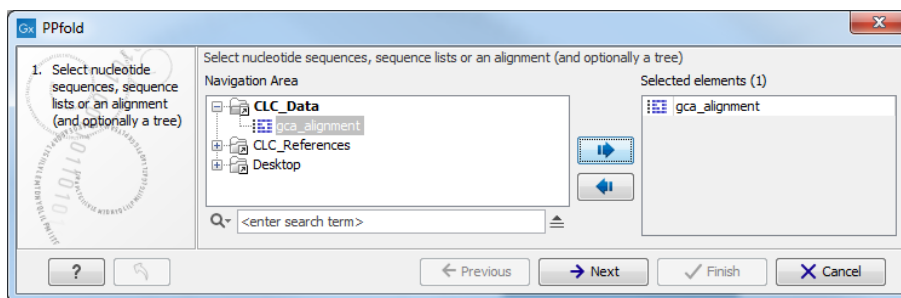 Gx PPfold
X
1. Select nucleotide
sequences, sequence
lists or an alignment
(and optionally a tree)
Select nucleotide sequences, sequence lists or an alignment (and optionally a tree)
Navigation Area
CLC_Data
gca_alignment
CLC_References
Desktop
<enter search term>
Selected elements (1)
gca_alignment
?
Previous
Next
Finish
Cancel